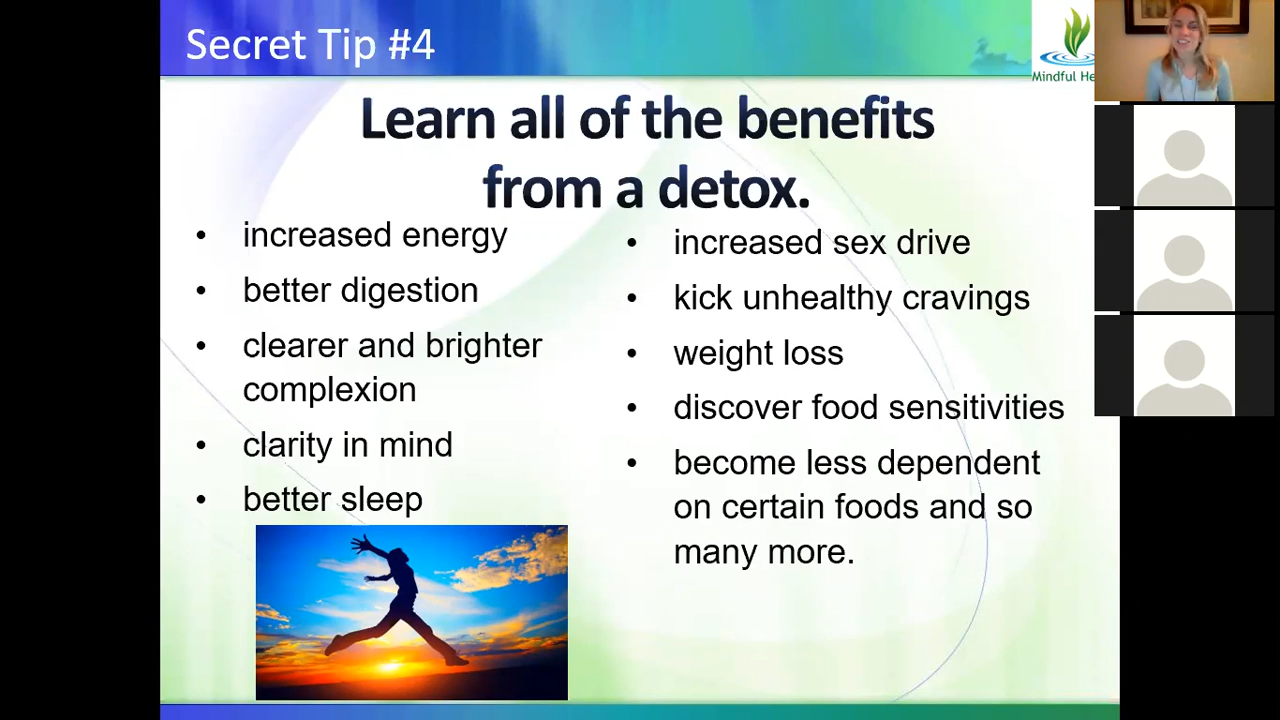 Secret Tip #4
Mindful
Learn all of the benefits
from a detox.
• increased energy
• better digestion
• clearer and brighter
complexion
• clarity in mind
• better sleep
• increased sex drive
• kick unhealthy cravings
• weight loss
• discover food sensitivities
• become less dependent
on certain foods and so
many more.